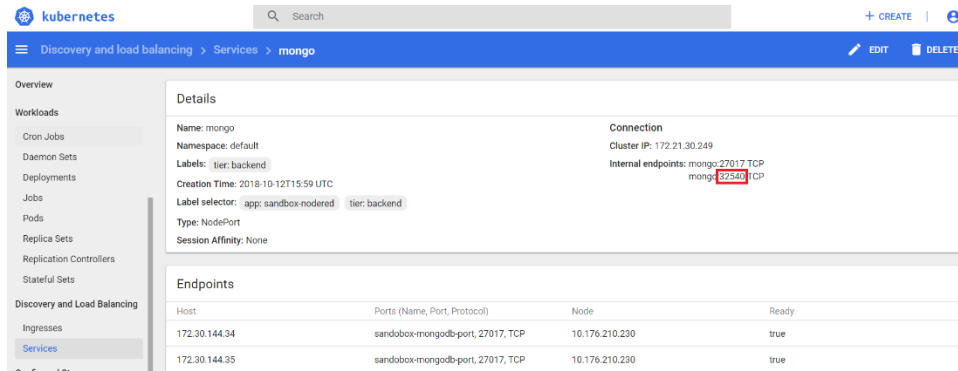 kubernetes
Search
+ CREATE
Discovery and load balancing > Services > mongo
EDIT
DELETE
Overview
Workloads
Cron Jobs
Daemon Sets
Deployments
Jobs
Pods
Replica Sets
Replication Controllers
Stateful Sets
Discovery and Load Balancing
Ingresses
Services
Details
Name: mongo
Namespace: default
Labels: tier: backend
Creation Time: 2018-10-12T15:59 UTC
Label selector: app: sandbox-nodered tier: backend
Type: NodePort
Session Affinity: None
Connection
Cluster IP: 172.21.30.249
Internal endpoints: mongo:27017 TCP
mongo:32540 TCP
Endpoints
Host Ports (Name, Port, Protocol) Node Ready
172.30.144.34 sandobox-mongodb-port, 27017, TCP 10.176.210.230 true
172.30.144.35 sandobox-mongodb-port, 27017, TCP 10.176.210.230 true